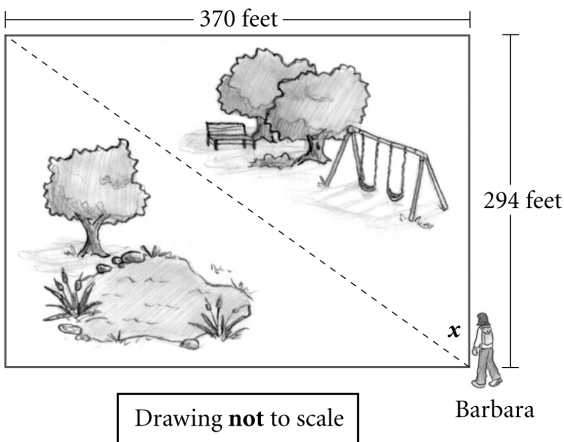 370 feet
294 feet
x
Barbara
Drawing not to scale